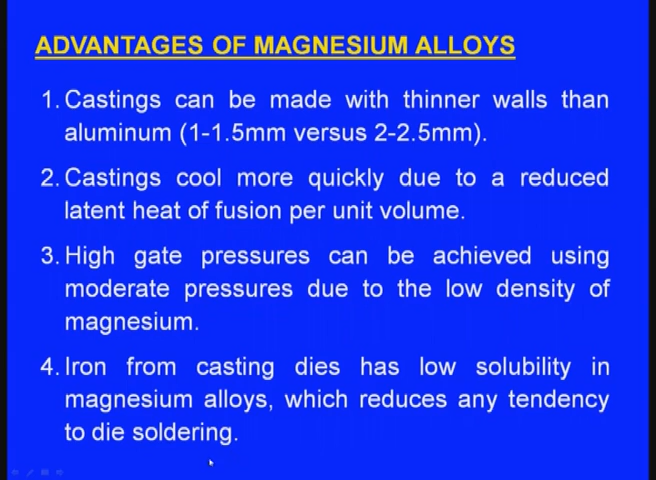 ADVANTAGES OF MAGNESIUM ALLOYS
1. Castings can be made with thinner walls than
aluminum (1-1.5mm versus 2-2.5mm).
2. Castings cool more quickly due to a reduced
latent heat of fusion per unit volume.
3. High gate pressures can be achieved using
moderate pressures due to the low density of
magnesium.
4. Iron from casting dies has low solubility in
magnesium alloys, which reduces any tendency
to die soldering.